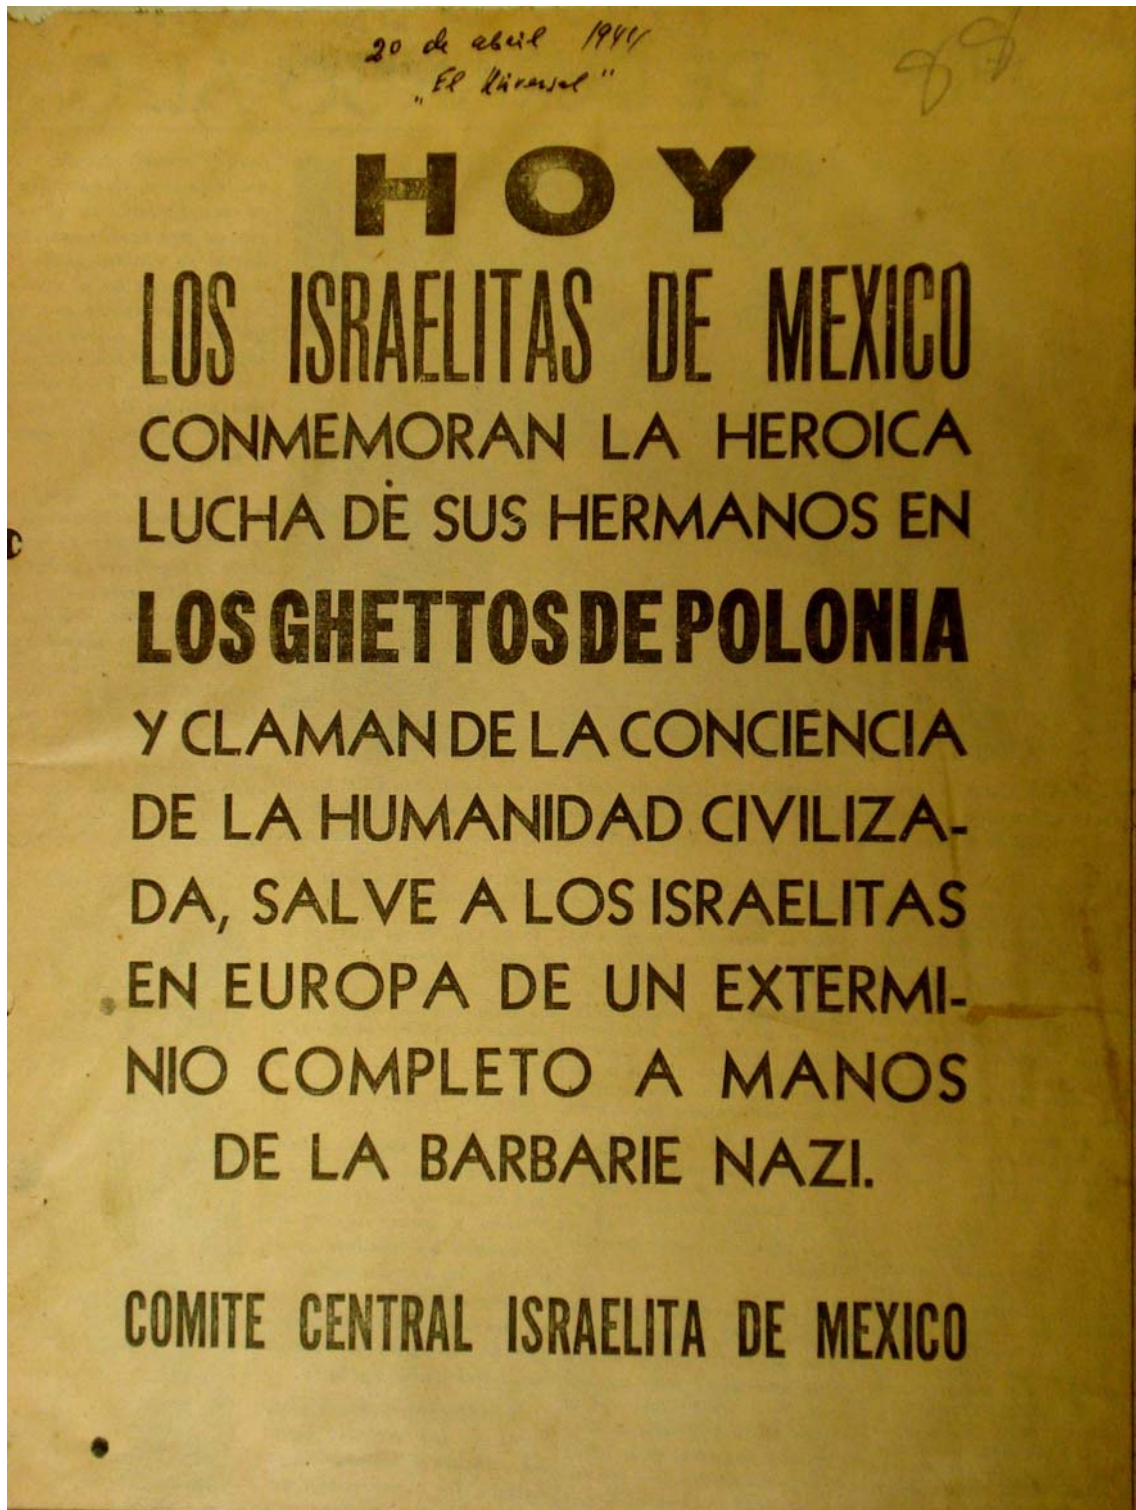 20 de abril 1944
"El Universal"
88
HOY
LOS ISRAELITAS DE MEXICO
CONMEMORAN LA HEROICA
LUCHA DE SUS HERMANOS EN
LOS GHETTOS DE POLONIA
Y CLAMAN DE LA CONCIENCIA
DE LA HUMANIDAD CIVILIZA-
DA, SALVE A LOS ISRAELITAS
EN EUROPA DE UN EXTERMI-
NIO COMPLETO A MANOS
DE LA BARBARIE NAZI.
COMITE CENTRAL ISRAELITA DE MEXICO